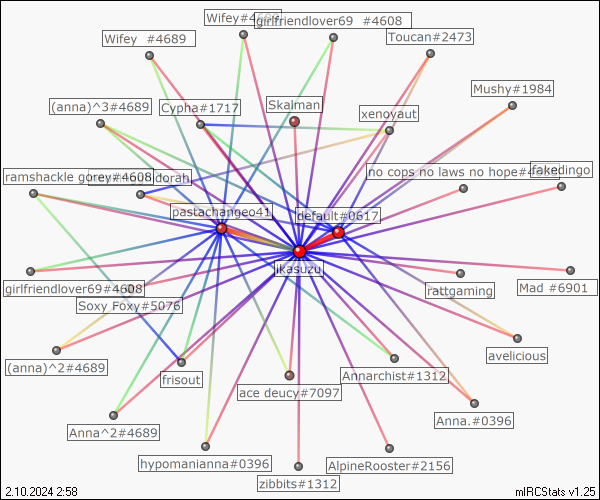 Wifey#4689
girlfriendlover69 #4608
Wifey #4689
Toucan#2473
Mushy#1984
(anna)^3#4689
Cypha#1717
Skalman
xenoyaut
no cops no laws no hope#4
fakedingo
ramshackle gorey#4608
dorah
pastachangeo41
default#0617
ikasuzu
girlfriendlover69#4608
Soxy Foxy#5076
rattgaming
Mad #6901
(anna)^2#4689
frisout
ace deucy#7097
Annarchist#1312
avelicious
Anna^2#4689
Anna.#0396
hypomanianna#0396
AlpineRooster#2156
zibbits#1312
2.10.2024 2:58
mIRCStats v1.25